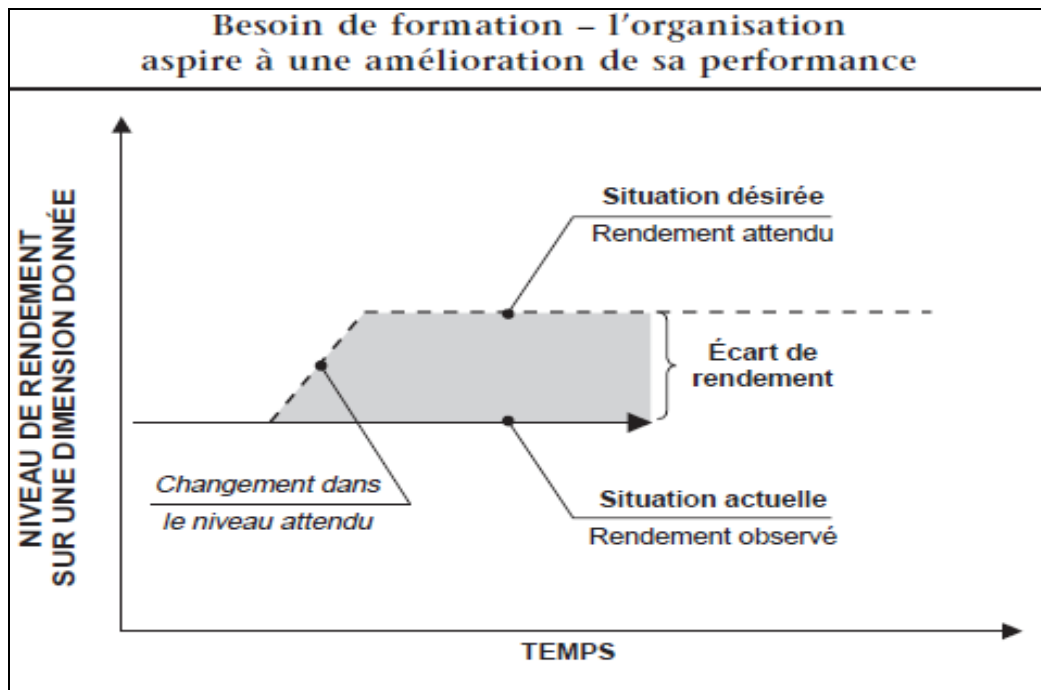 Besoin de formation – l'organisation
aspire à une amélioration de sa performance
NIVEAU DE RENDEMENT
SUR UNE DIMENSION DONNÉE
Situation désirée
Rendement attendu
Écart de
rendement
Changement dans
le niveau attendu
Situation actuelle
Rendement observé
TEMPS